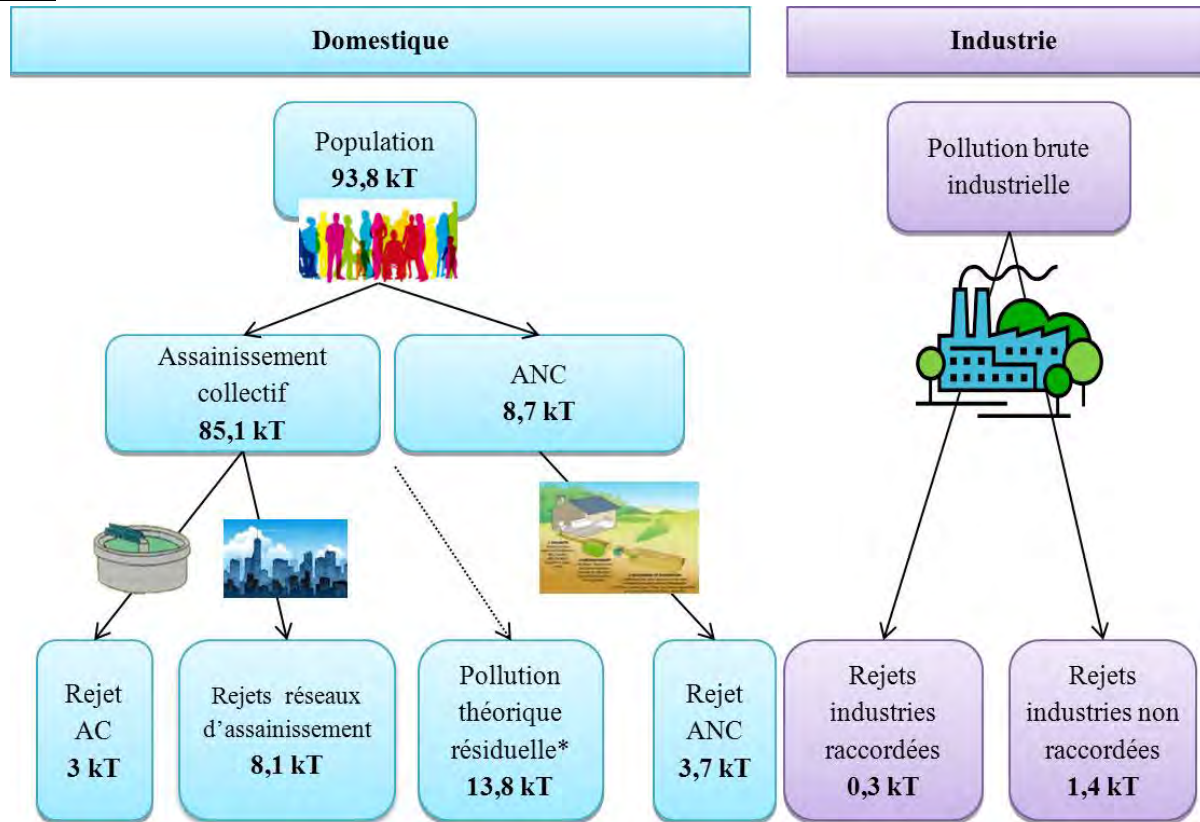 Domestique
Industrie
Population
93,8 kT
Pollution brute
industrielle
Assainissement
collectif
85,1 kT
ANC
8,7 kT
Rejet
AC
3 kT
Rejets réseaux
d’assainissement
8,1 kT
Pollution
théorique
résiduelle*
13,8 kT
Rejet
ANC
3,7 kT
Rejets
industries
raccordées
0,3 kT
Rejets
industries non
raccordées
1,4 kT